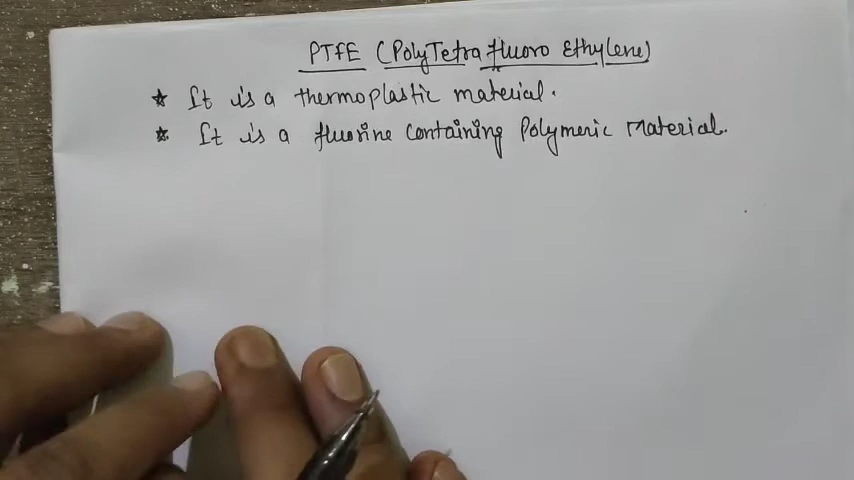 PTFE (PolyTetra fluoro Ethylene)
★ It is a thermoplastic material.
★ It is a fluorine containing Polymeric Material.